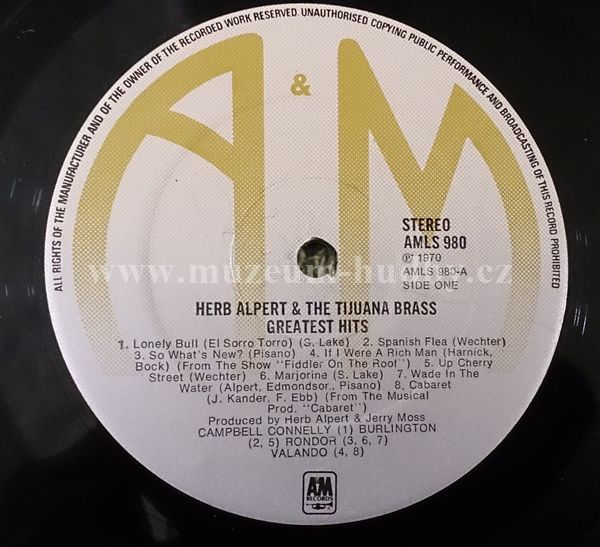 ALL RIGHTS OF THE MANUFACTURER AND OF THE OWNER OF THE RECORDED WORK RESERVED. UNAUTHORISED COPYING PUBLIC PERFORMANCE AND BROADCASTING OF THIS RECORD PROHIBITED
A & M
STEREO
AMLS 980
℗ 1970
AMLS 980-A
SIDE ONE
HERB ALPERT & THE TIJUANA BRASS
GREATEST HITS
1. Lonely Bull (El Sorro Torro) (S. Lake) 2. Spanish Flea (Wechter)
3. So What's New? (Pisano) 4. If I Were A Rich Man (Harnick,
Bock) (From The Show "Fiddler On The Roof") 5. Up Cherry
Street (Wechter) 6. Marjorine (S. Lake) 7. Wade In The
Water (Alpert, Edmondson., Pisano) 8. Cabaret
(J. Kander, F. Ebb) (From The Musical
Prod. "Cabaret")
Produced by Herb Alpert & Jerry Moss
CAMPBELL CONNELLY (1) BURLINGTON
(2, 5) RONDOR (3, 6, 7)
VALANDO (4, 8)
A&M
RECORDS